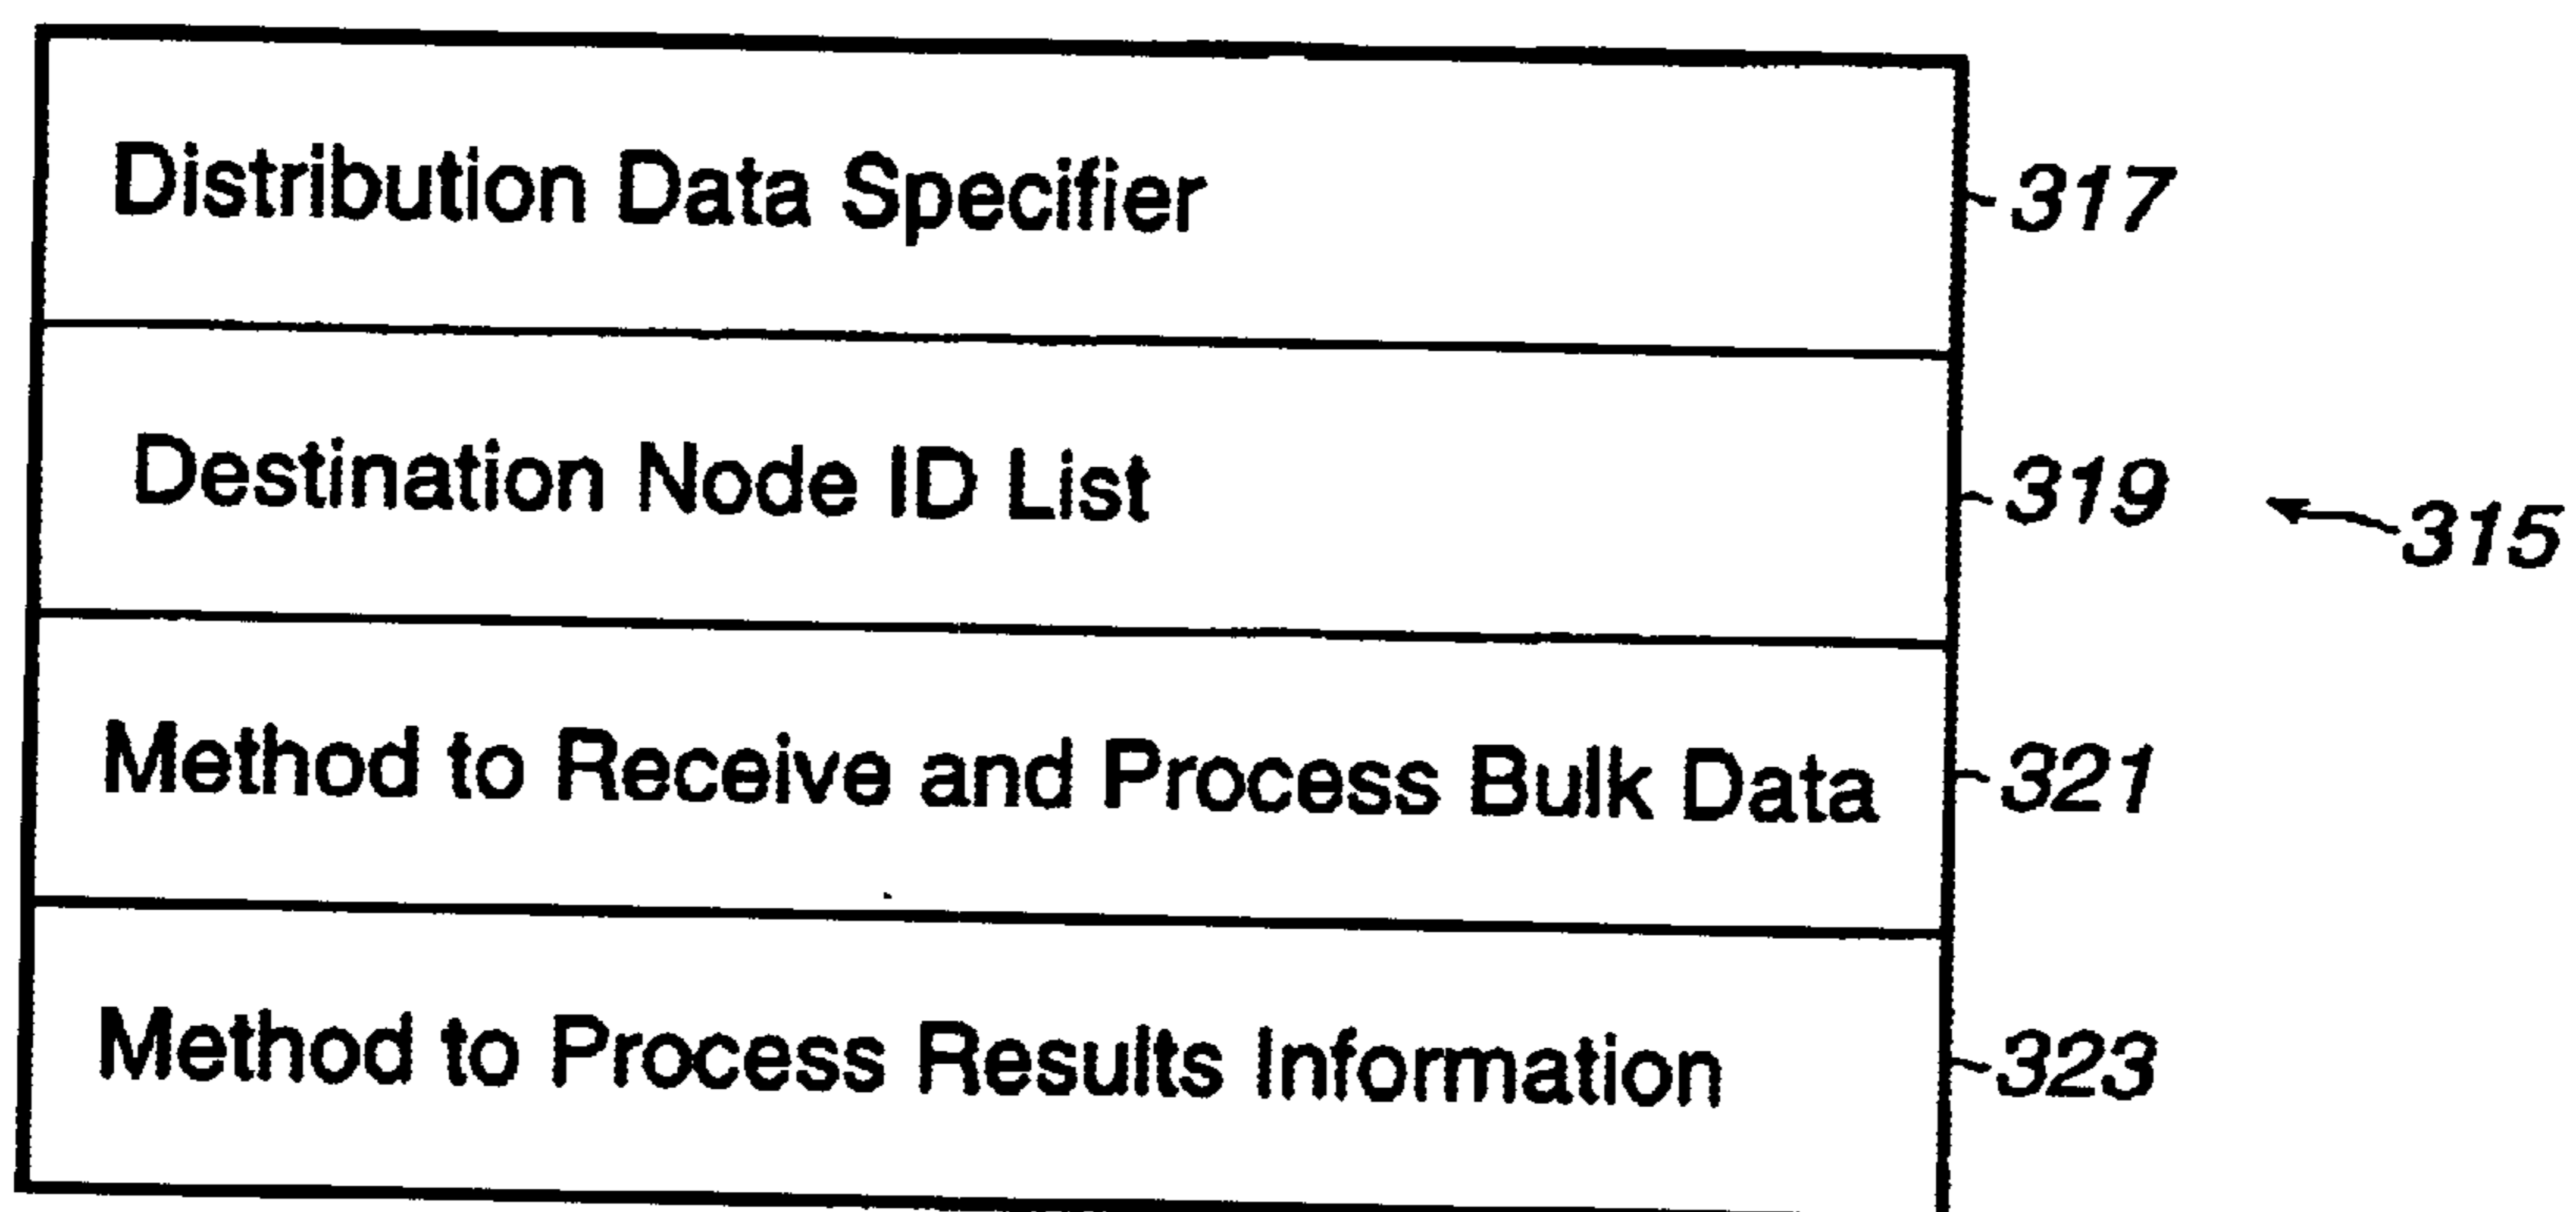 Distribution Data Specifier 317
Destination Node ID List 319 315
Method to Receive and Process Bulk Data 321
Method to Process Results Information 323